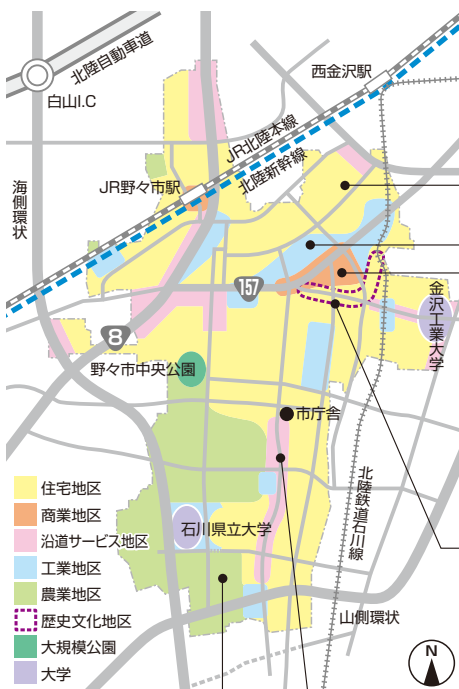 北陸自動車道
西金沢駅
白山I.C
JR北陸本線
北陸新幹線
JR野々市駅
海側環状
157
金沢工業大学
8
野々市中央公園
市庁舎
北陸鉄道石川線
住宅地区
商業地区
沿道サービス地区
工業地区
農業地区
歴史文化地区
大規模公園
大学
石川県立大学
山側環状
N